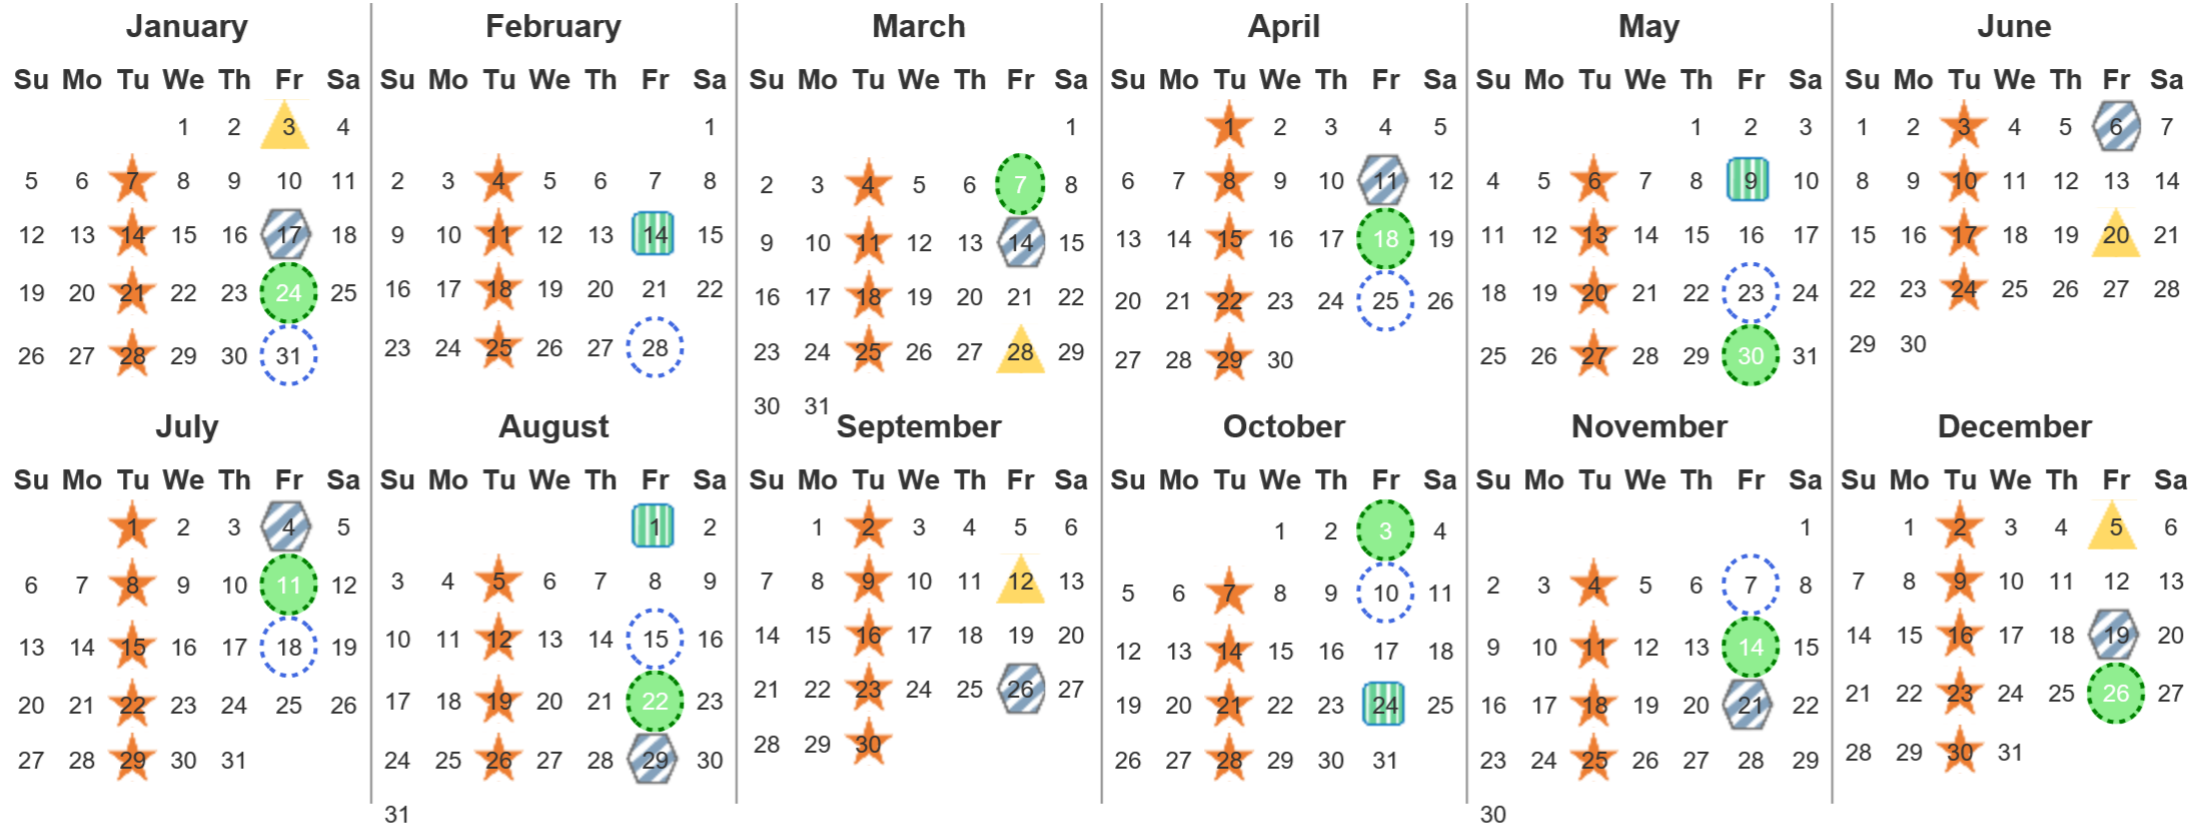 January February March April May June
Su Mo Tu We Th Fr Sa Su Mo Tu We Th Fr Sa Su Mo Tu We Th Fr Sa Su Mo Tu We Th Fr Sa Su Mo Tu We Th Fr Sa Su Mo Tu We Th Fr Sa
1 2 3 4 1 1 1 2 3 4 5 1 2 3 1 2 3 4 5 6 7
5 6 7 8 9 10 11 2 3 4 5 6 7 8 2 3 4 5 6 7 8 6 7 8 9 10 11 12 4 5 6 7 8 9 10 8 9 10 11 12 13 14
12 13 14 15 16 17 18 9 10 11 12 13 14 15 9 10 11 12 13 14 15 13 14 15 16 17 18 19 11 12 13 14 15 16 17 15 16 17 18 19 20 21
19 20 21 22 23 24 25 16 17 18 19 20 21 22 16 17 18 19 20 21 22 20 21 22 23 24 25 26 18 19 20 21 22 23 24 22 23 24 25 26 27 28
26 27 28 29 30 31 23 24 25 26 27 28 23 24 25 26 27 28 29 27 28 29 30 25 26 27 28 29 30 31 29 30
30 31
July August September October November December
Su Mo Tu We Th Fr Sa Su Mo Tu We Th Fr Sa Su Mo Tu We Th Fr Sa Su Mo Tu We Th Fr Sa Su Mo Tu We Th Fr Sa Su Mo Tu We Th Fr Sa
1 2 3 4 5 1 2 1 2 3 4 5 6 1 2 3 4 1 1 2 3 4 5 6
6 7 8 9 10 11 12 3 4 5 6 7 8 9 7 8 9 10 11 12 13 5 6 7 8 9 10 11 2 3 4 5 6 7 8 7 8 9 10 11 12 13
13 14 15 16 17 18 19 10 11 12 13 14 15 16 14 15 16 17 18 19 20 12 13 14 15 16 17 18 9 10 11 12 13 14 15 14 15 16 17 18 19 20
20 21 22 23 24 25 26 17 18 19 20 21 22 23 21 22 23 24 25 26 27 19 20 21 22 23 24 25 16 17 18 19 20 21 22 21 22 23 24 25 26 27
27 28 29 30 31 24 25 26 27 28 29 30 28 29 30 26 27 28 29 30 31 23 24 25 26 27 28 29 28 29 30 31
31 30